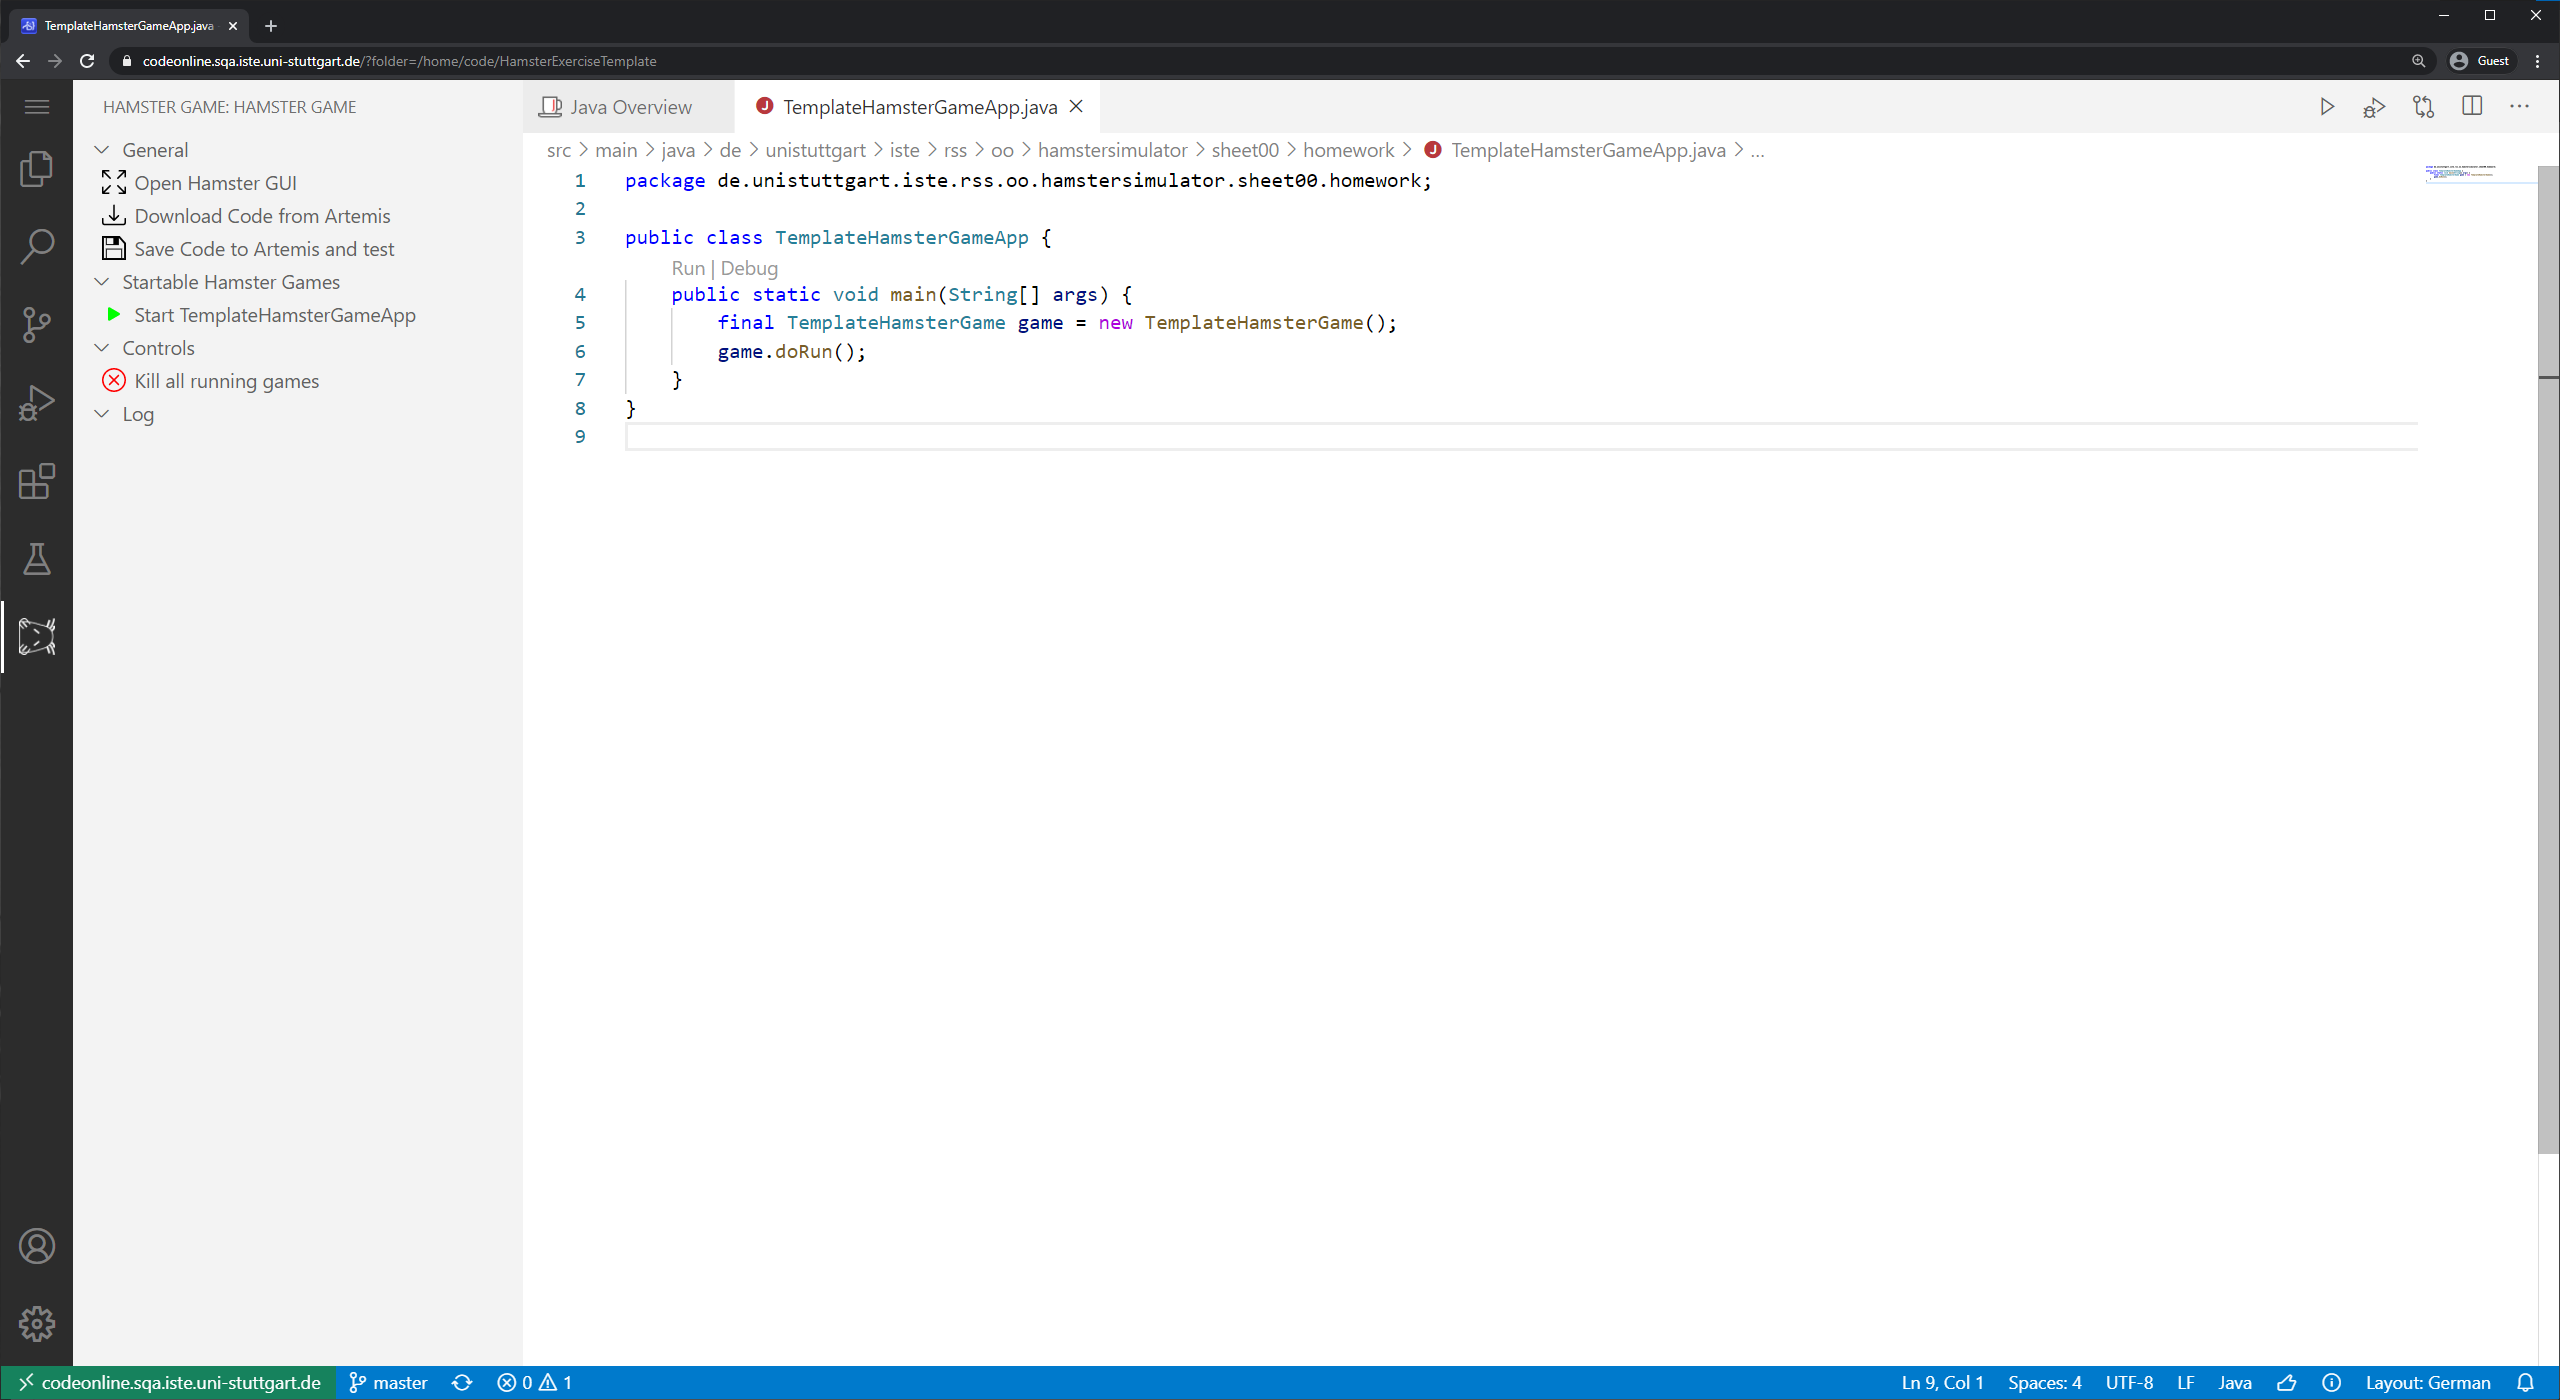 TemplateHamsterGameApp.java
codeonline.sqa.iste.uni-stuttgart.de/?folder=/home/code/HamsterExerciseTemplate
Guest
HAMSTER GAME: HAMSTER GAME
General
Open Hamster GUI
Download Code from Artemis
Save Code to Artemis and test
Startable Hamster Games
Start TemplateHamsterGameApp
Controls
Kill all running games
Log
Java Overview
TemplateHamsterGameApp.java
src > main > java > de > unistuttgart > iste > rss > oo > hamstersimulator > sheet00 > homework > TemplateHamsterGameApp.java > ...
1 package de.unistuttgart.iste.rss.oo.hamstersimulator.sheet00.homework;
2
3 public class TemplateHamsterGameApp {
Run | Debug
4 public static void main(String[] args) {
5 final TemplateHamsterGame game = new TemplateHamsterGame();
6 game.doRun();
7 }
8 }
9
codeonline.sqa.iste.uni-stuttgart.de master 0 1
Ln 9, Col 1 Spaces: 4 UTF-8 LF Java Layout: German